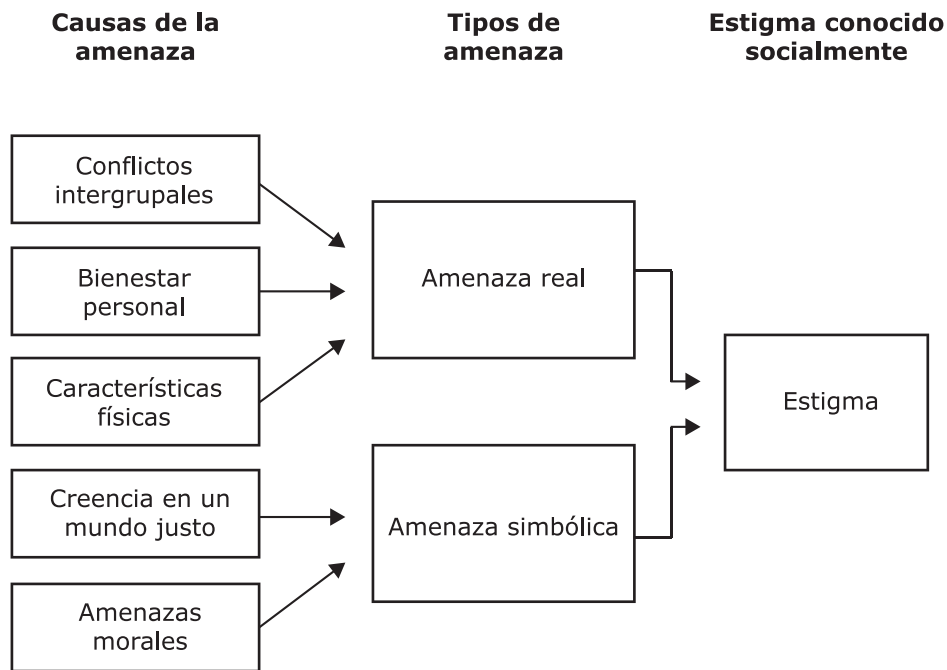 Causas de la
amenaza
Tipos de
amenaza
Estigma conocido
socialmente
Conflictos
intergrupales
Bienestar
personal
Característicias
físicas
Creencia en un
mundo justo
Amenazas
morales
Amenaza real
Amenaza simbólica
Estigma